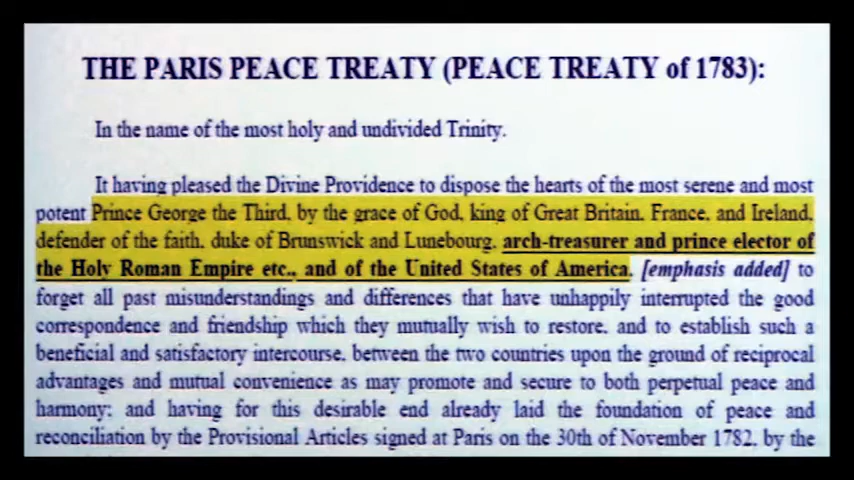 THE PARIS PEACE TREATY (PEACE TREATY of 1783):
In the name of the most holy and undivided Trinity.
It having pleased the Divine Providence to dispose the hearts of the most serene and most
potent Prince George the Third, by the grace of God, king of Great Britain, France, and Ireland,
defender of the faith, duke of Brunswick and Lunebourg, arch-treasurer and prince elector of
the Holy Roman Empire etc., and of the United States of America, [emphasis added] to
forget all past misunderstandings and differences that have unhappily interrupted the good
correspondence and friendship which they mutually wish to restore, and to establish such a
beneficial and satisfactory intercourse, between the two countries upon the ground of reciprocal
advantages and mutual convenience as may promote and secure to both perpetual peace and
harmony; and having for this desirable end already laid the foundation of peace and
reconciliation by the Provisional Articles signed at Paris on the 30th of November 1782, by the